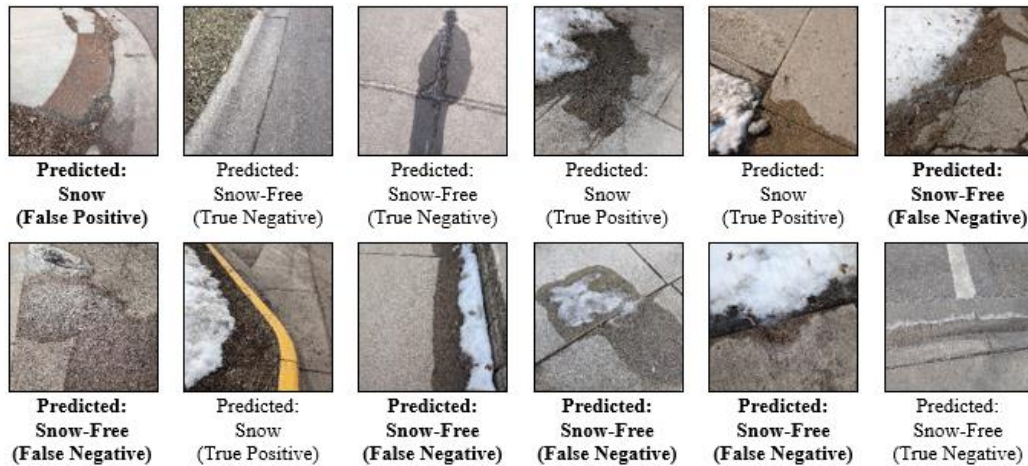 Predicted:
Snow
(False Positive)
Predicted:
Snow-Free
(True Negative)
Predicted:
Snow-Free
(True Negative)
Predicted:
Snow
(True Positive)
Predicted:
Snow
(True Positive)
Predicted:
Snow-Free
(False Negative)
Predicted:
Snow-Free
(False Negative)
Predicted:
Snow
(True Positive)
Predicted:
Snow-Free
(False Negative)
Predicted:
Snow-Free
(False Negative)
Predicted:
Snow-Free
(False Negative)
Predicted:
Snow-Free
(True Negative)